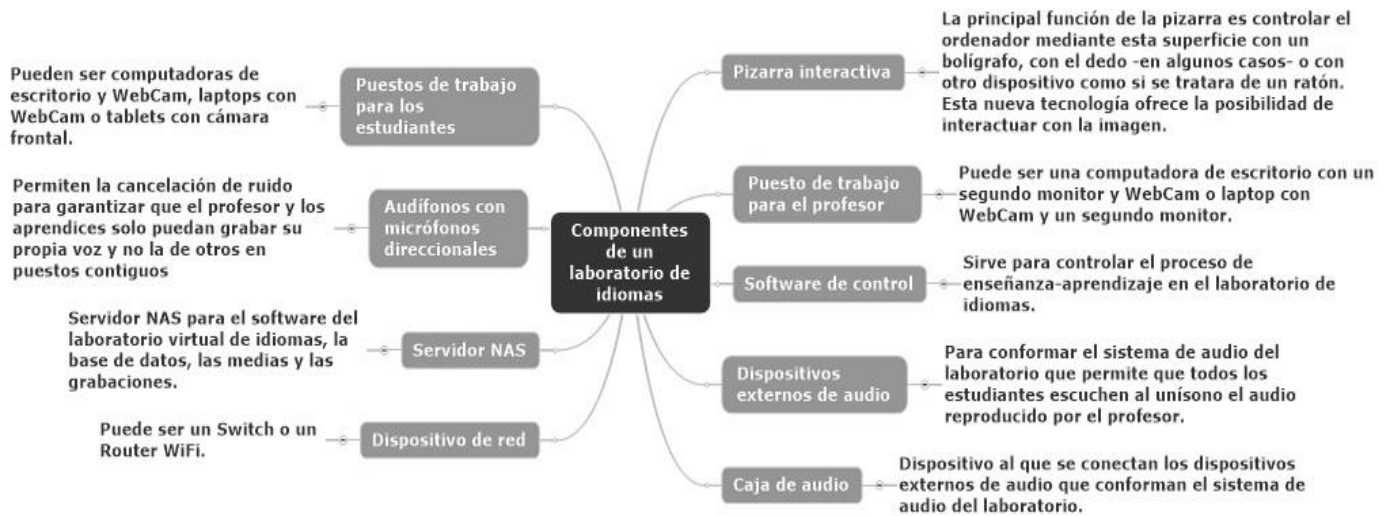 Componentes
de un
laboratorio de
idiomas
Puestos de trabajo
para los
estudiantes
Pueden ser computadoras de
escritorio y WebCam, laptops con
WebCam o tablets con cámara
frontal.
Audífonos con
micrófonos
direccionales
Permiten la cancelación de ruido
para garantizar que el profesor y los
aprendices solo puedan grabar su
propia voz y no la de otros en
puestos contiguos
Servidor NAS
Servidor NAS para el software del
laboratorio virtual de idiomas, la
base de datos, las medias y las
grabaciones.
Dispositivo de red
Puede ser un Switch o un
Router WiFi.
Pizarra interactiva
La principal función de la pizarra es controlar el
ordenador mediante esta superficie con un
bolígrafo, con el dedo -en algunos casos- o con
otro dispositivo como si se tratara de un ratón.
Esta nueva tecnología ofrece la posibilidad de
interactuar con la imagen.
Puesto de trabajo
para el profesor
Puede ser una computadora de escritorio con un
segundo monitor y WebCam o laptop con
WebCam y un segundo monitor.
Software de control
Sirve para controlar el proceso de
enseñanza-aprendizaje en el laboratorio de
idiomas.
Dispositivos
externos de audio
Para conformar el sistema de audio del
laboratorio que permite que todos los
estudiantes escuchen al unísono el audio
reproducido por el profesor.
Caja de audio
Dispositivo al que se conectan los dispositivos
externos de audio que conforman el sistema de
audio del laboratorio.